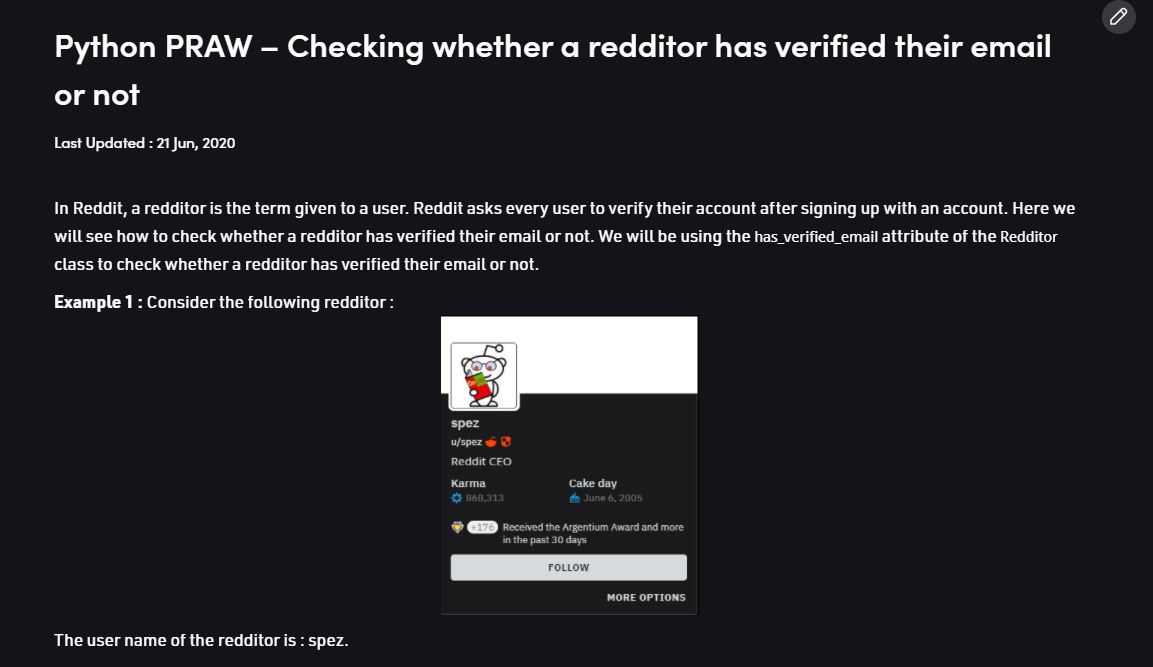 Python PRAW – Checking whether a redditor has verified their email
or not
Last Updated : 21 Jun, 2020
In Reddit, a redditor is the term given to a user. Reddit asks every user to verify their account after signing up with an account. Here we
will see how to check whether a redditor has verified their email or not. We will be using the has_verified_email attribute of the Redditor
class to check whether a redditor has verified their email or not.
Example 1 : Consider the following redditor :
spez
u/spez
Reddit CEO
Karma
Cake day
868,313
June 6, 2005
+176 Received the Argentium Award and more
in the past 30 days
FOLLOW
MORE OPTIONS
The user name of the redditor is : spez.